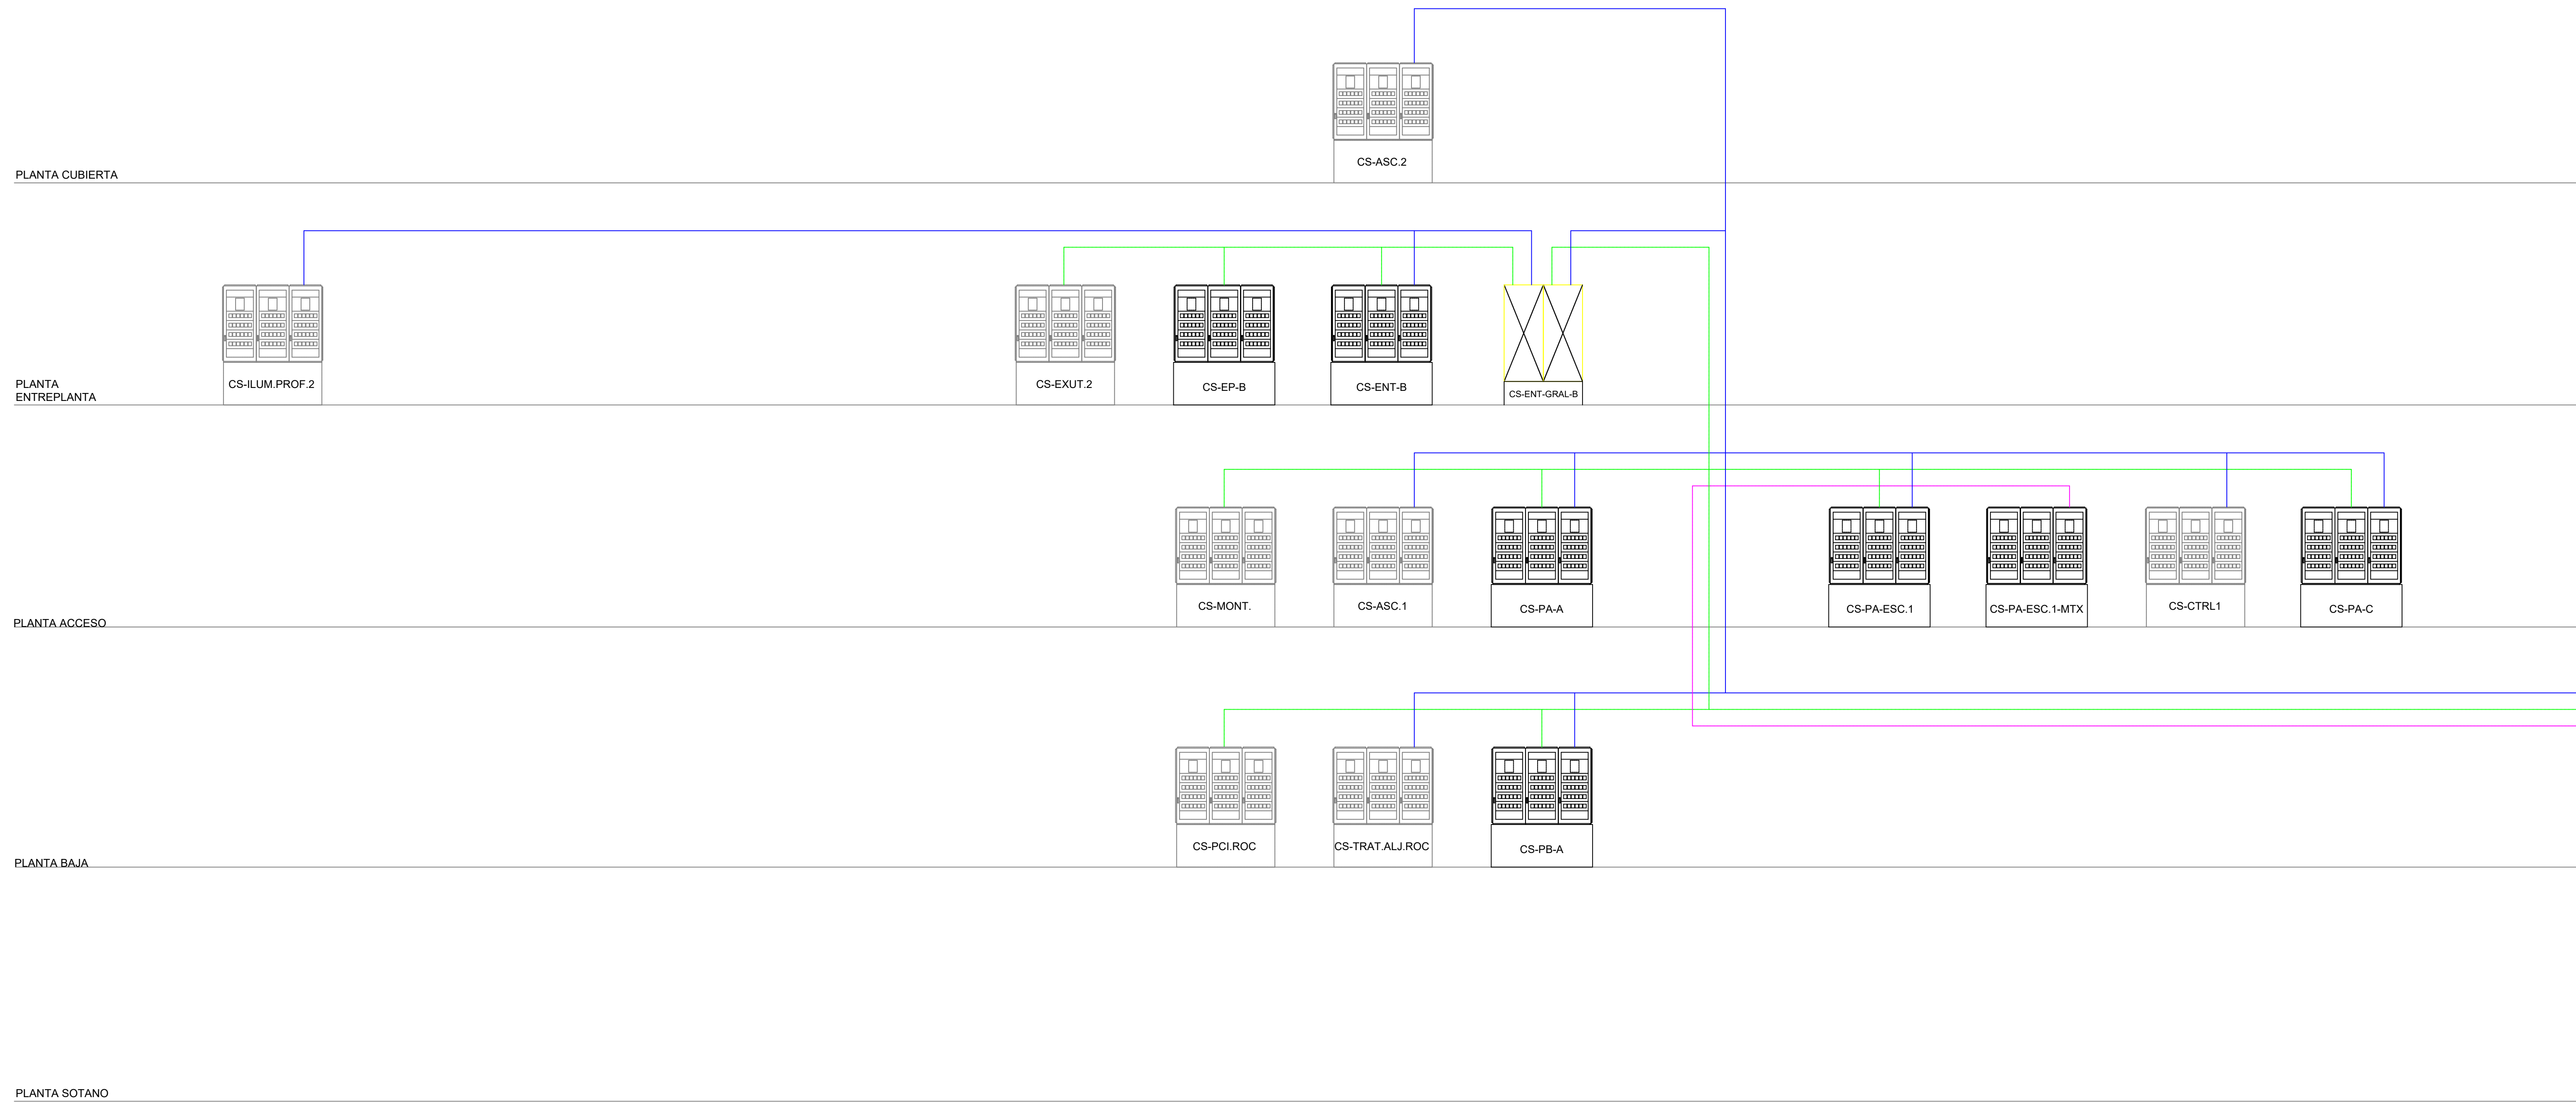 CS-ASC.2
PLANTA CUBIERTA
CS-ILUM.PROF.2
CS-EXUT.2
CS-EP-B
CS-ENT-B
CS-ENT-GRAL-B
PLANTA
ENTREPLANTA
CS-MONT.
CS-ASC.1
CS-PA-A
CS-PA-ESC.1
CS-PA-ESC.1-MTX
CS-CTRL1
CS-PA-C
PLANTA ACCESO
CS-PCI.ROC
CS-TRAT.ALJ.ROC
CS-PB-A
PLANTA BAJA
PLANTA SOTANO